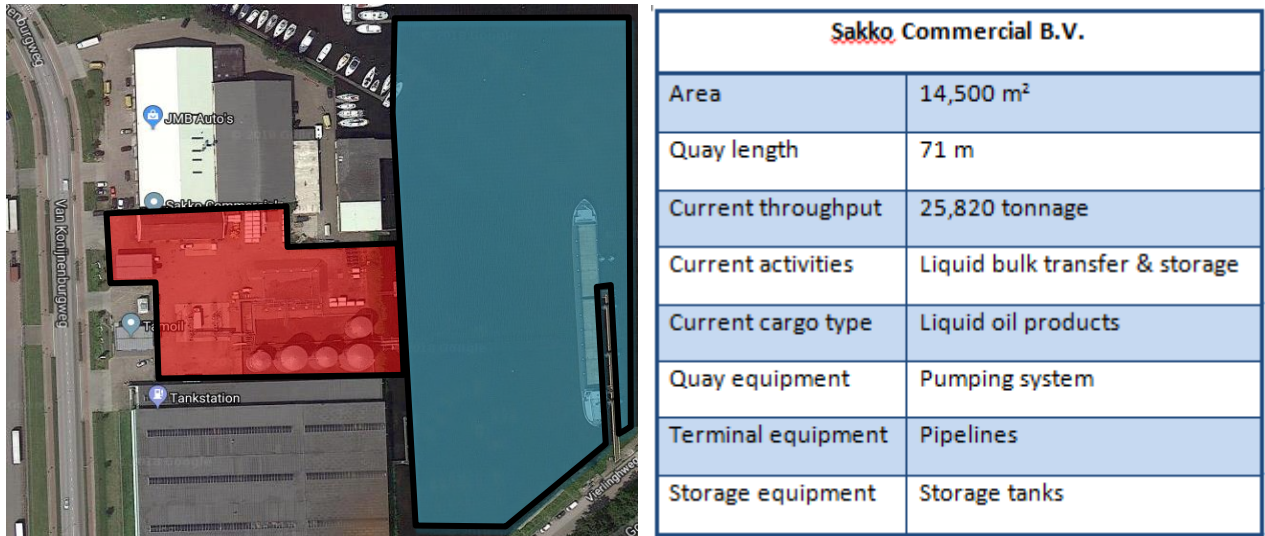 nenburgweg
JMB Auto's
Sakko Commercial
Van Konijnenburgweg
Tamoil
Tankstation
Vierlinghweg
Sakko Commercial B.V.
Area 14,500 m²
Quay length 71 m
Current throughput 25,820 tonnage
Current activities Liquid bulk transfer & storage
Current cargo type Liquid oil products
Quay equipment Pumping system
Terminal equipment Pipelines
Storage equipment Storage tanks